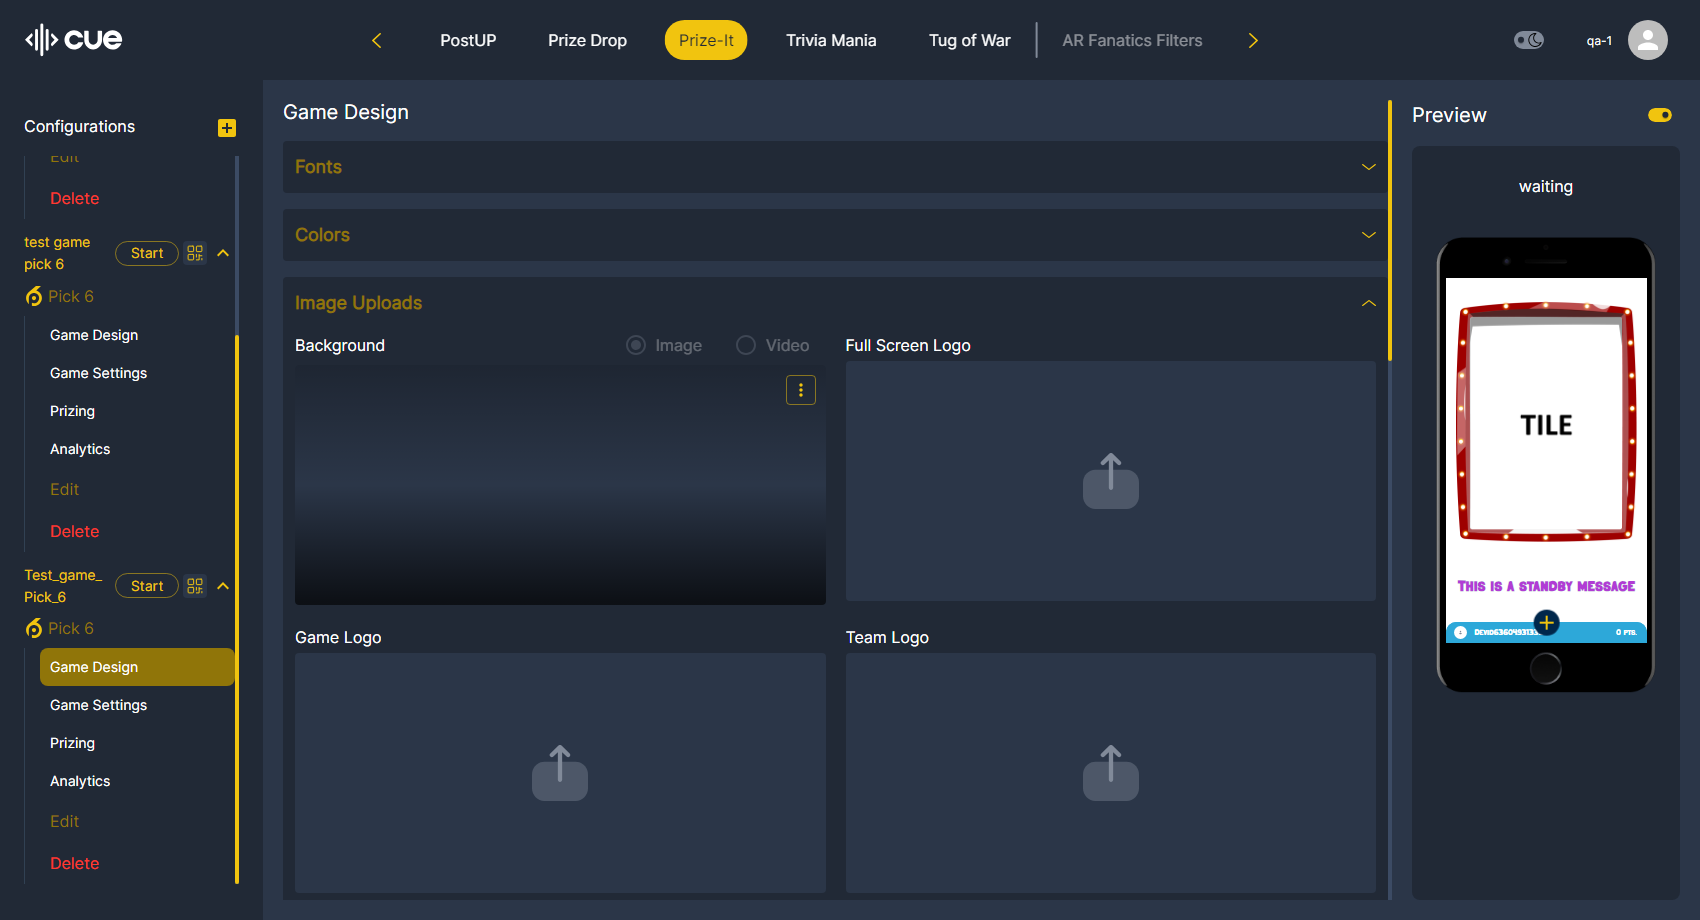 cue
PostUP
Prize Drop
Prize-It
Trivia Mania
Tug of War
AR Fanatics Filters
qa-1
Configurations
Edit
Delete
test game
pick 6
Start
Pick 6
Game Design
Game Settings
Prizing
Analytics
Edit
Delete
Test_game_
Pick_6
Start
Pick 6
Game Design
Game Settings
Prizing
Analytics
Edit
Delete
Game Design
Fonts
Colors
Image Uploads
Background
Image
Video
Full Screen Logo
Game Logo
Team Logo
Preview
waiting
TILE
THIS IS A STANDBY MESSAGE
0 PTS.